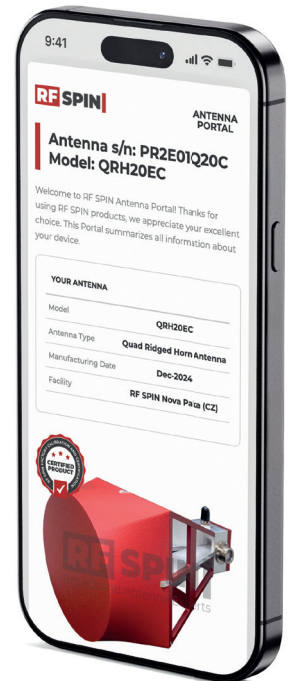 9:41
RF SPIN
ANTENNA
PORTAL
Antenna s/n: PR2E01Q20C
Model: QRH20EC
Welcome to RF SPIN Antenna Portal! Thanks for
using RF SPIN products, we appreciate your excellent
choice. This Portal summarizes all information about
your device.
YOUR ANTENNA
Model
QRH20EC
Antenna Type
Quad Ridged Horn Antenna
Manufacturing Date
Dec-2024
Facility
RF SPIN Nova Paka (CZ)
CERTIFIED
PRODUCT
RF SPIN